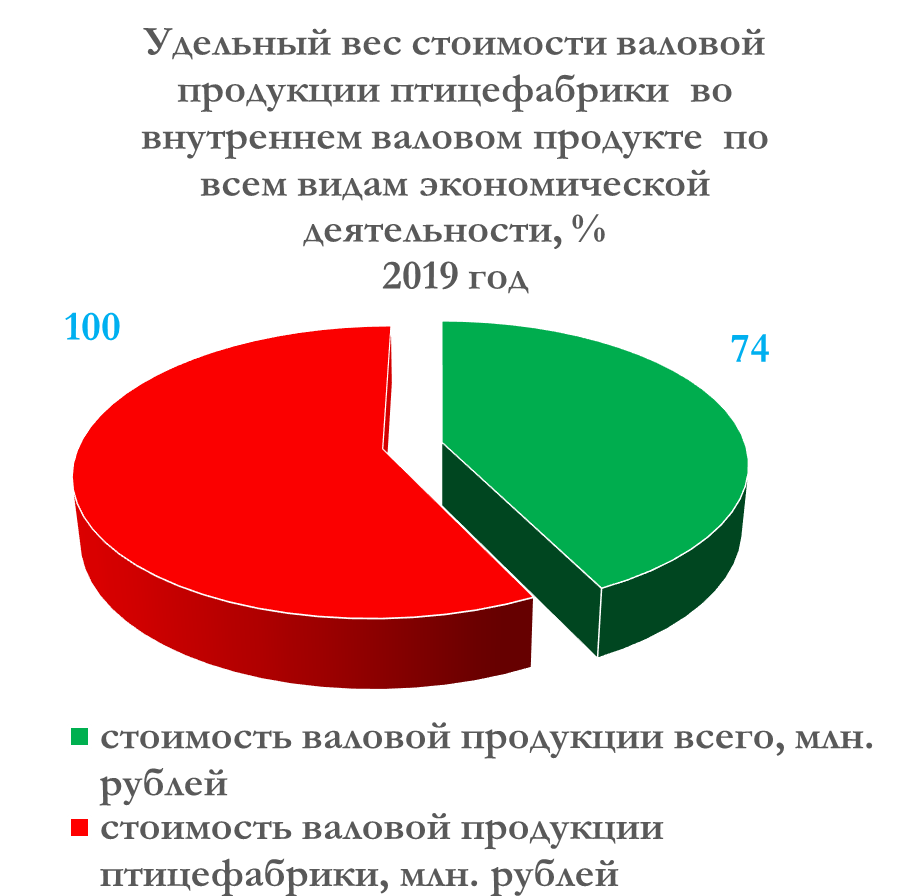 Удельный вес стоимости валовой
продукции птицефабрики во
внутреннем валовом продукте по
всем видам экономической
деятельности, %
2019 год
100
74
стоимость валовой продукции всего, млн.
рублей
стоимость валовой продукции
птицефабрики, млн. рублей